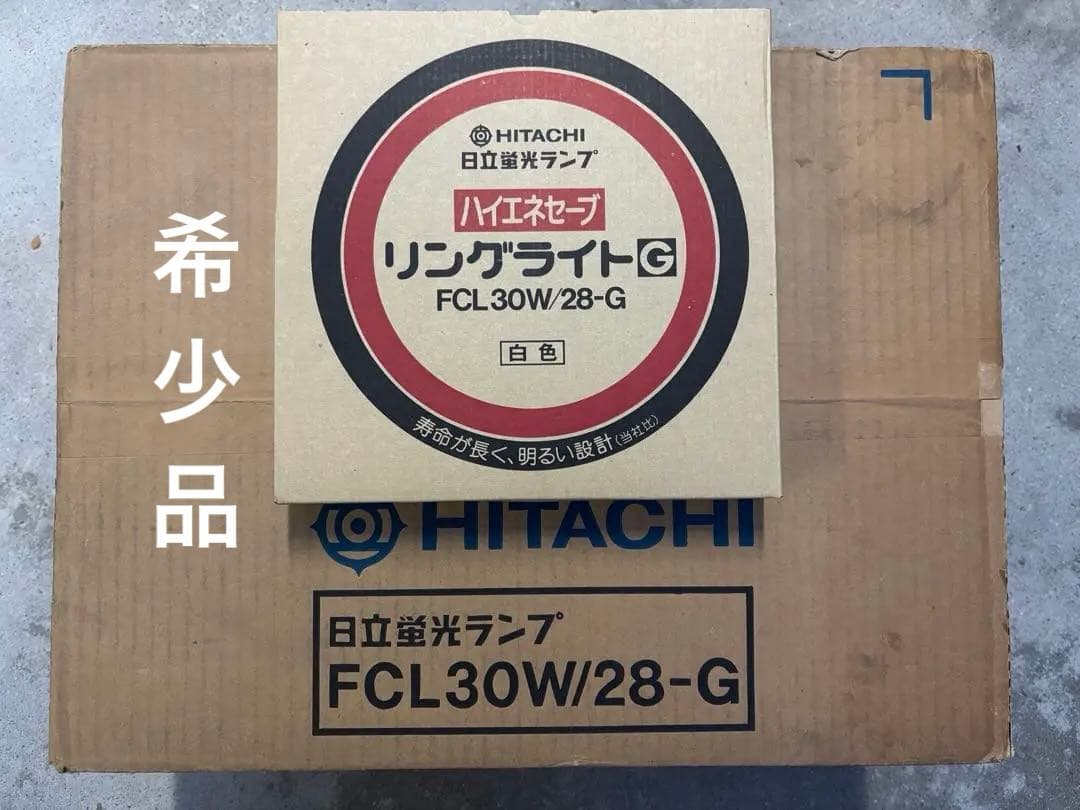 HITACHI
日立蛍光ランプ
ハイエネセーブ
リングライトG
FCL30W/28-G
白色
寿命が長く、明るい設計(当社比)
希少品
HITACHI
日立蛍光ランプ
FCL30W/28-G